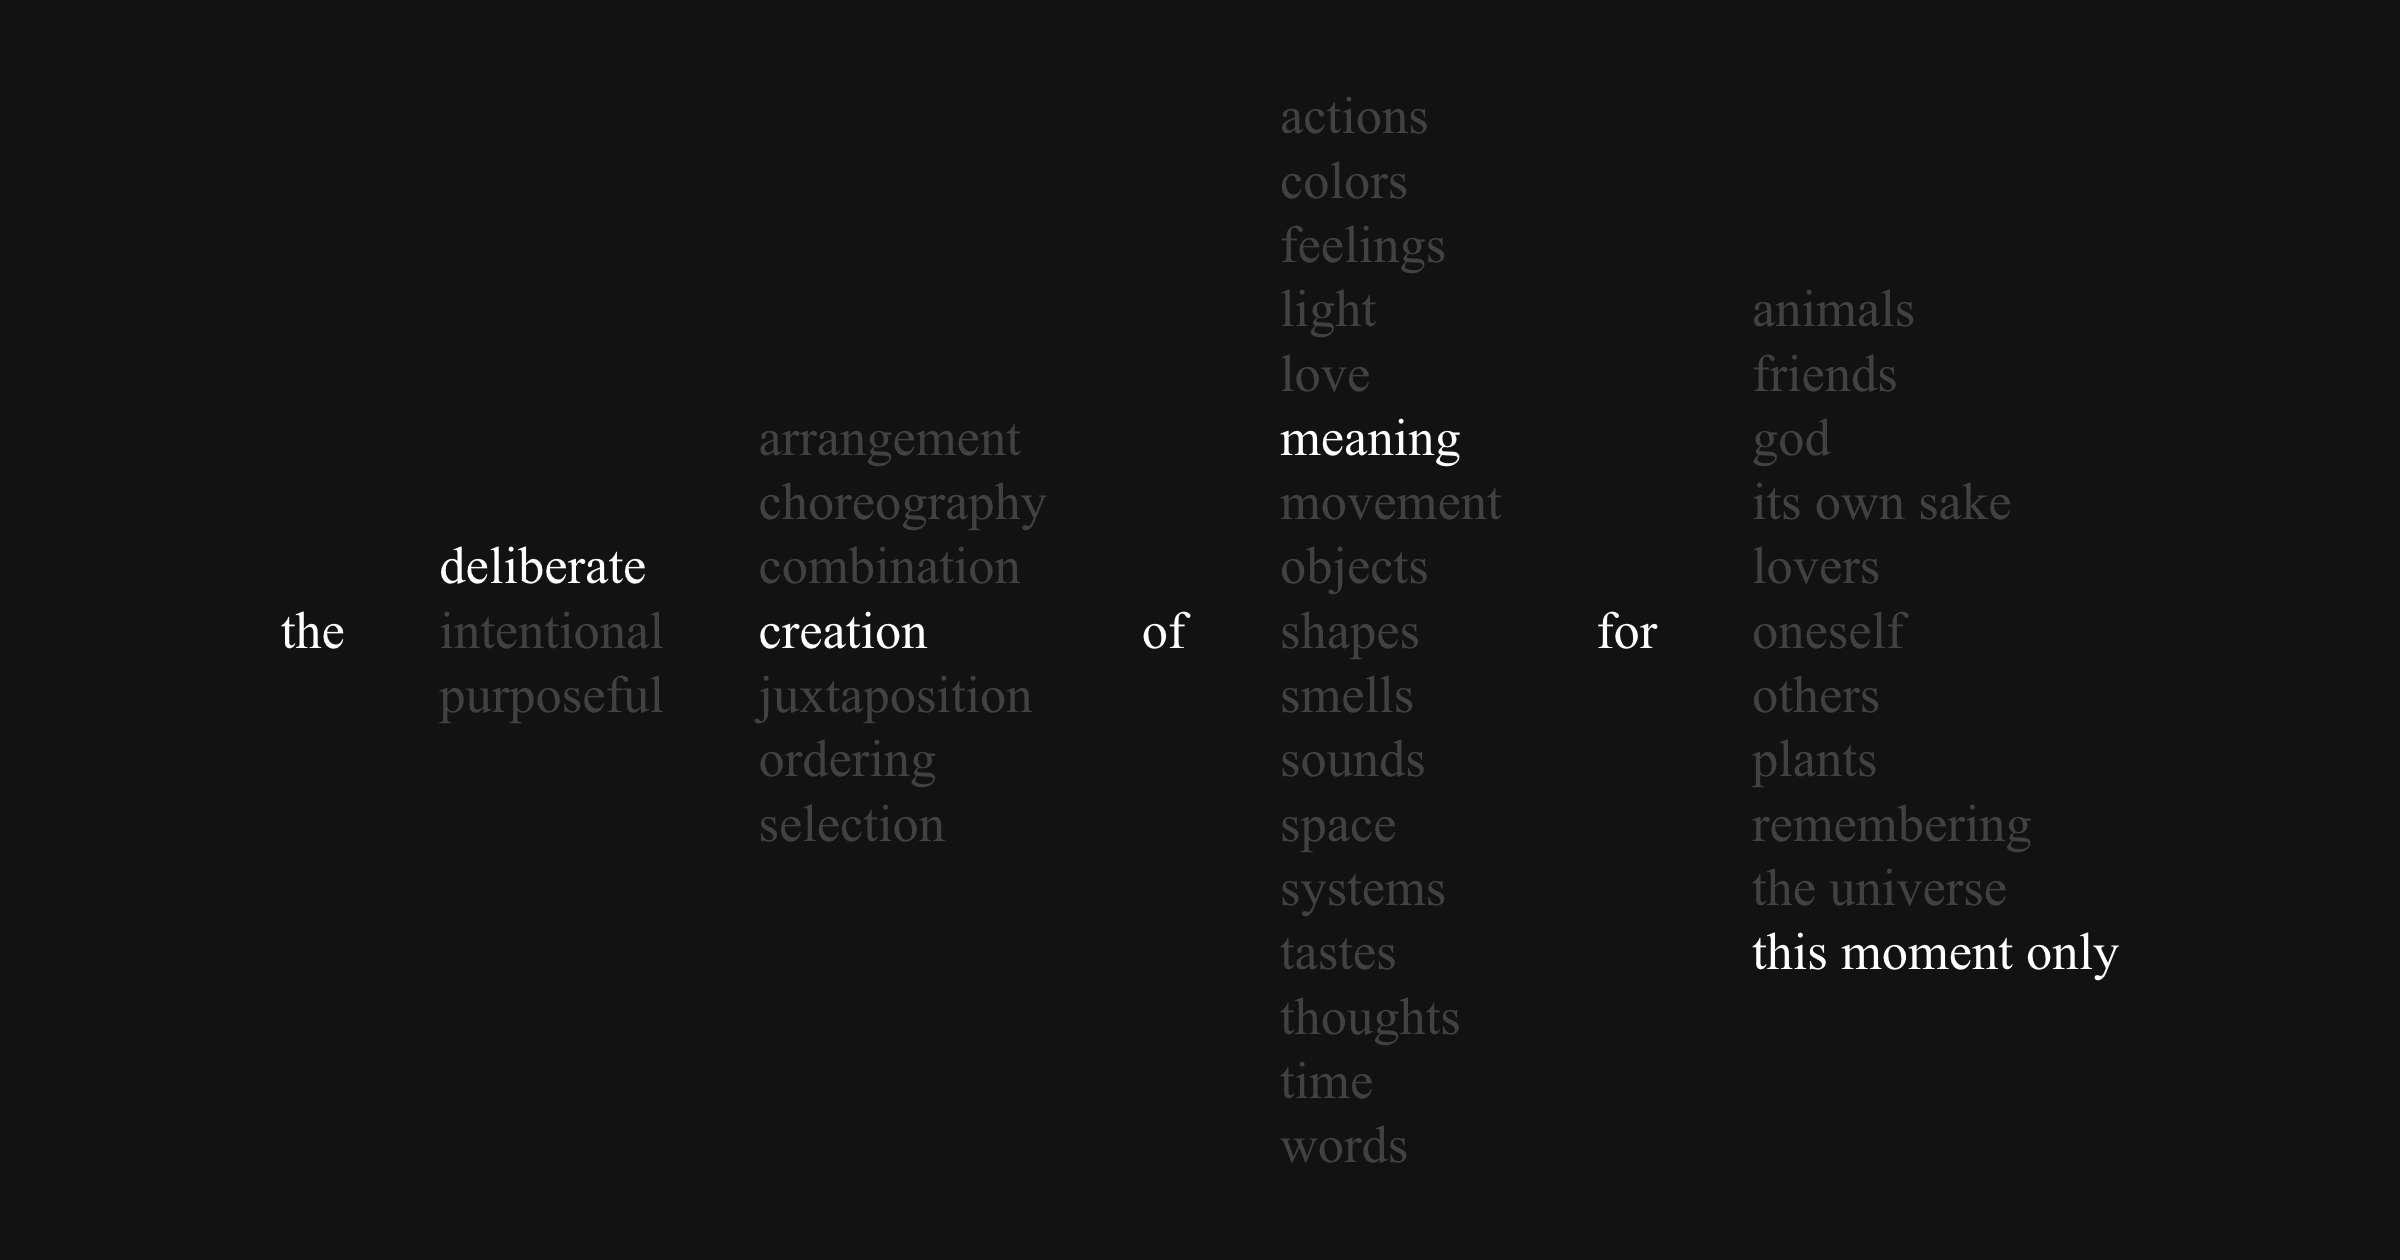 the
deliberate
intentional
purposeful
arrangement
choreography
combination
creation
juxtaposition
ordering
selection
of
actions
colors
feelings
light
love
meaning
movement
objects
shapes
smells
sounds
space
systems
tastes
thoughts
time
words
for
animals
friends
god
its own sake
lovers
oneself
others
plants
remembering
the universe
this moment only